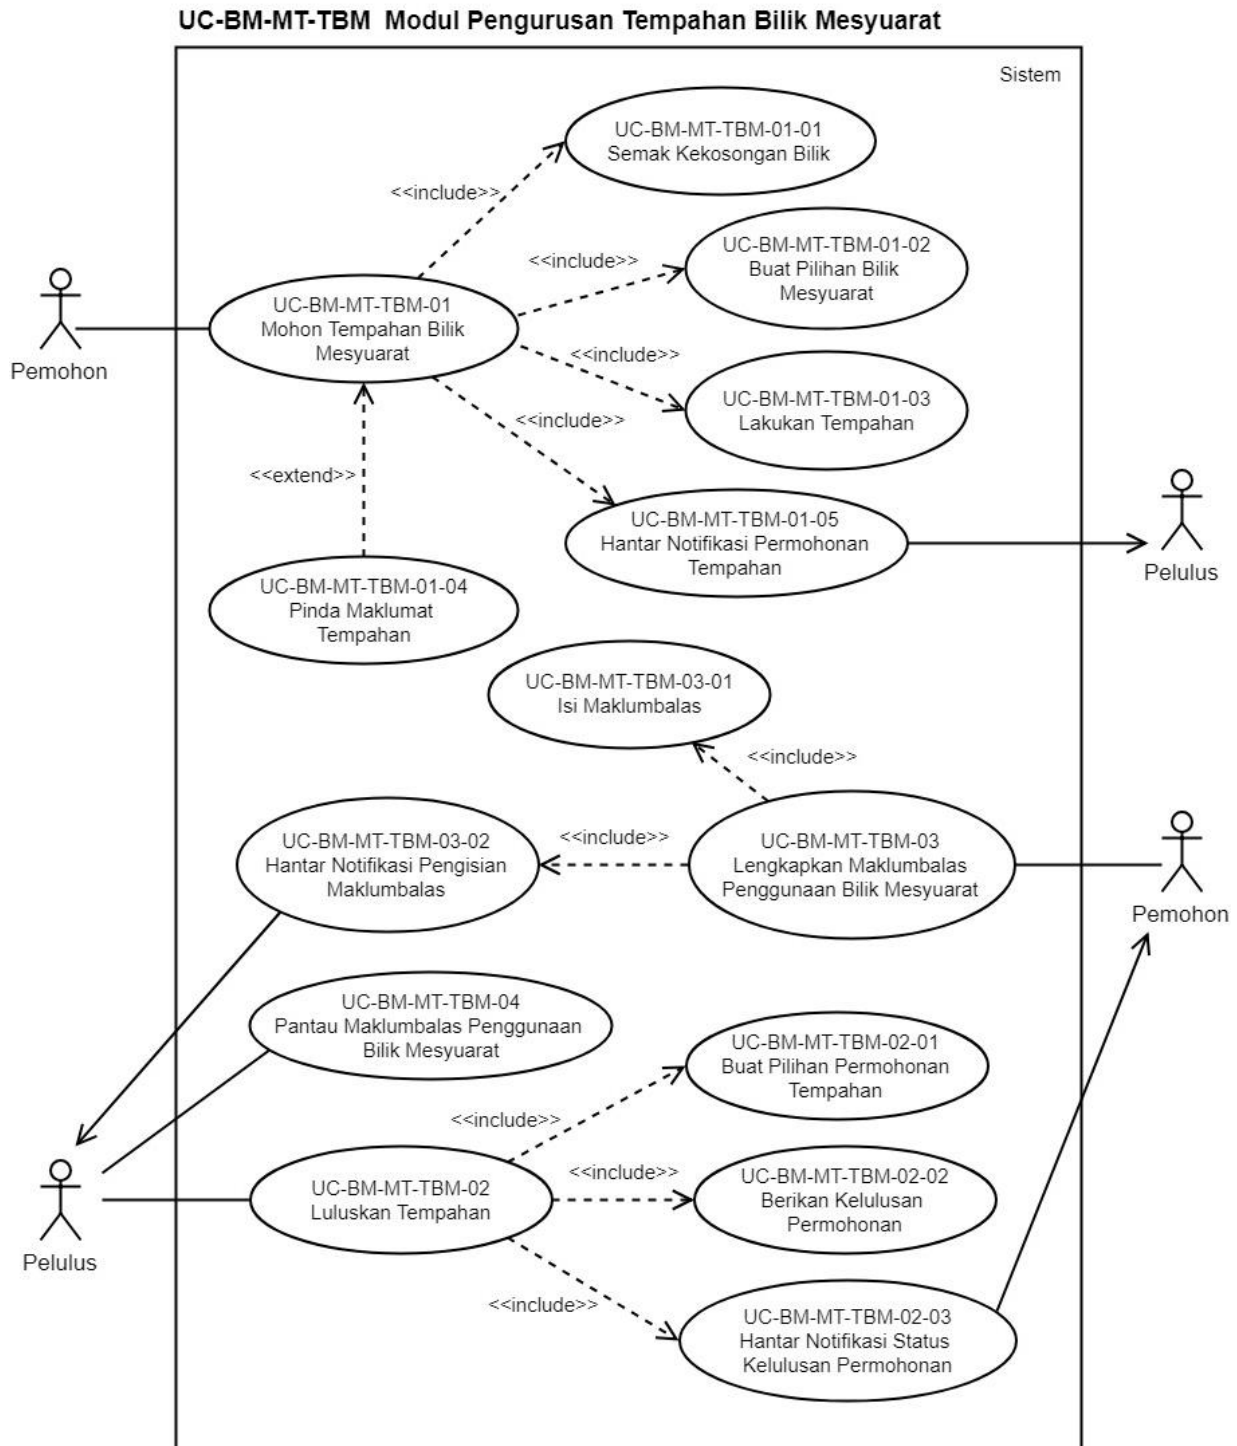 UC-BM-MT-TBM  Modul Pengurusan Tempahan Bilik Mesyuarat
Sistem
UC-BM-MT-TBM-01-01
Semak Kekosongan Bilik
<<include>>
UC-BM-MT-TBM-01-02
Buat Pilihan Bilik
Mesyuarat
<<include>>
UC-BM-MT-TBM-01
Mohon Tempahan Bilik
Mesyuarat
Pemohon
<<include>>
UC-BM-MT-TBM-01-03
Lakukan Tempahan
<<include>>
<<extend>>
UC-BM-MT-TBM-01-05
Hantar Notifikasi Permohonan
Tempahan
Pelulus
UC-BM-MT-TBM-01-04
Pinda Maklumat
Tempahan
UC-BM-MT-TBM-03-01
Isi Maklumbalas
<<include>>
UC-BM-MT-TBM-03-02
Hantar Notifikasi Pengisian
Maklumbalas
<<include>>
UC-BM-MT-TBM-03
Lengkapkan Maklumbalas
Penggunaan Bilik Mesyuarat
Pemohon
UC-BM-MT-TBM-04
Pantau Maklumbalas Penggunaan
Bilik Mesyuarat
UC-BM-MT-TBM-02-01
Buat Pilihan Permohonan
Tempahan
<<include>>
UC-BM-MT-TBM-02
Luluskan Tempahan
<<include>>
UC-BM-MT-TBM-02-02
Berikan Kelulusan
Permohonan
Pelulus
<<include>>
UC-BM-MT-TBM-02-03
Hantar Notifikasi Status
Kelulusan Permohonan